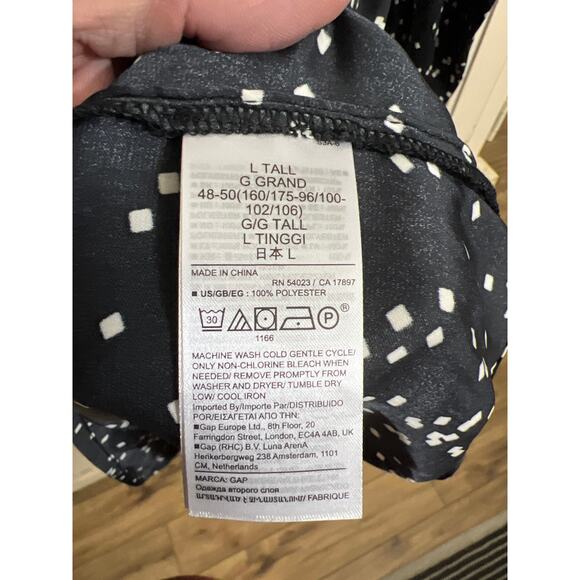 L TALL
G GRAND
48-50(160/175-96/100-
102/106)
G/G TALL
L TINGGI
日本 L
MADE IN CHINA
RN 54023 / CA 17897
■ US/GB/EG : 100% POLYESTER
30
P
1166
MACHINE WASH COLD GENTLE CYCLE/
ONLY NON-CHLORINE BLEACH WHEN
NEEDED/ REMOVE PROMPTLY FROM
WASHER AND DRYER/ TUMBLE DRY
LOW/ COOL IRON
Imported By/Importe Par/DISTRIBUIDO
POR/ΕΙΣΑΓΕΤΑΙ ΑΠΟ ΤΗΝ:
■Gap Europe Ltd., 8th Floor, 20
Farringdon Street, London, EC4A 4AB, UK
■Gap (RHC) B.V. Luna ArenA
Herikerbergweg 238 Amsterdam, 1101
CM, Netherlands
MARCA: GAP
Одежда второго слоя
FABRIQUE